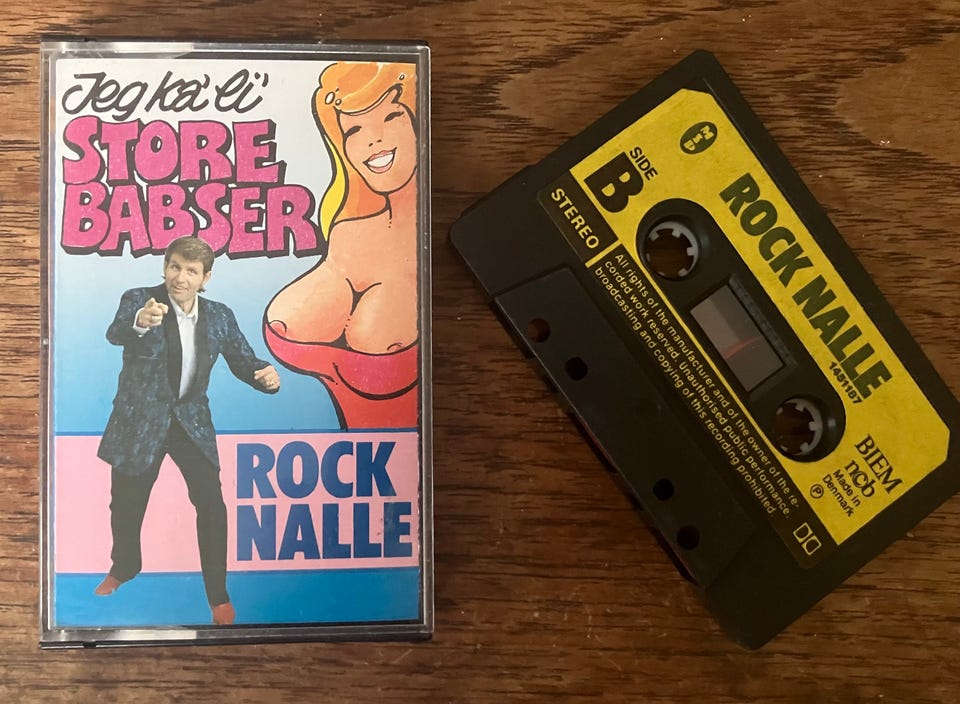 Jeg ka' li'
STORE
BABSER
ROCK
NALLE
SIDE
B
STEREO
ROCK NALLE
1481187
All rights of the manufacturer and of the owner of the re-
corded work reserved. Unauthorised public performance.
broadcasting and copying of this recording prohibited
BIEM
ncb
Made in
Denmark
P